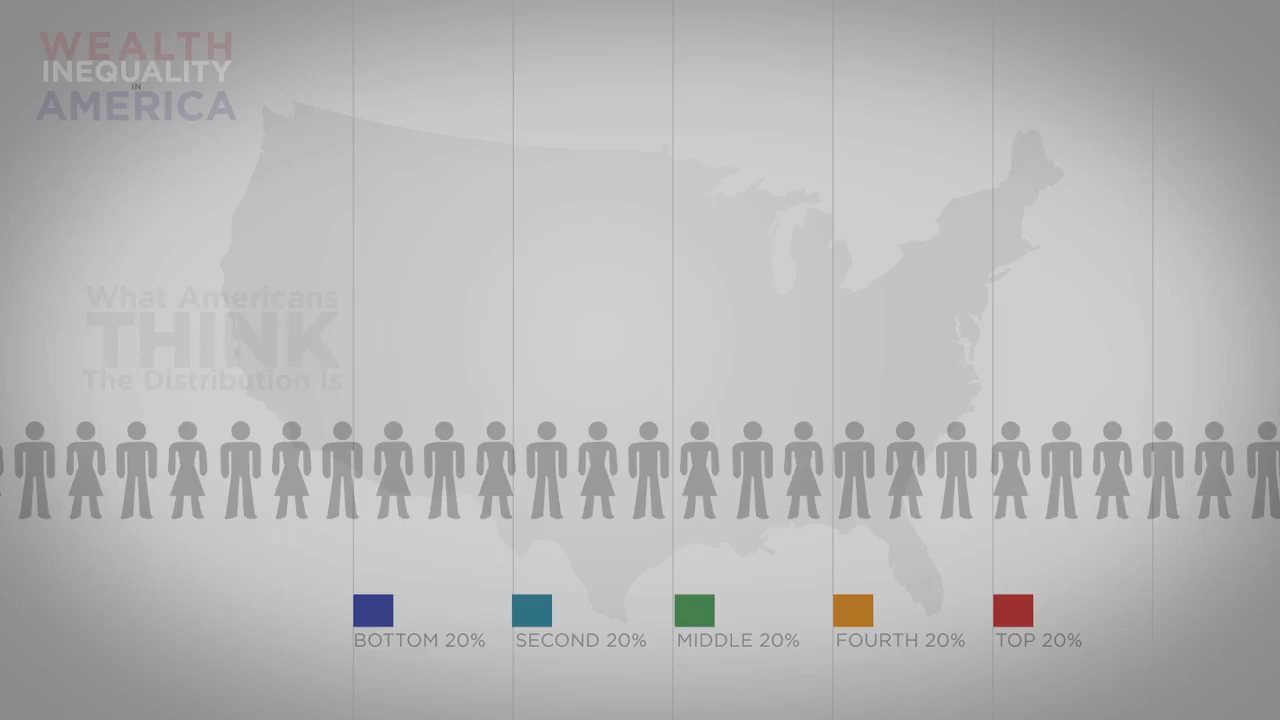 WEALTH
INEQUALITY
IN
AMERICA
What Americans
THINK
The Distribution Is
BOTTOM 20%
SECOND 20%
MIDDLE 20%
FOURTH 20%
TOP 20%